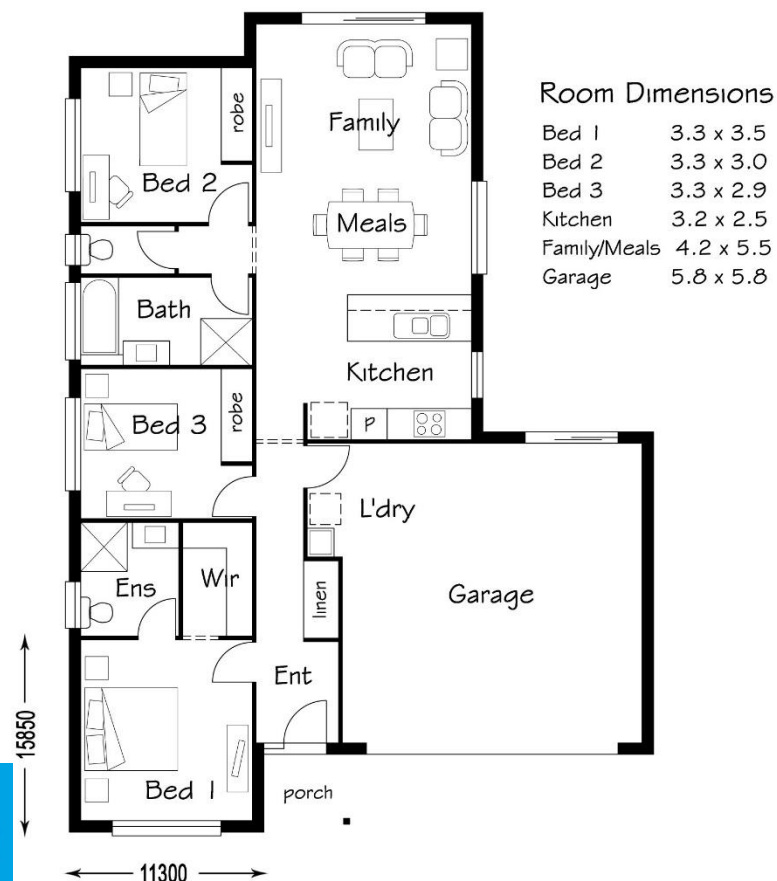 Room Dimensions
Bed 1 3.3 x 3.5
Bed 2 3.3 x 3.0
Bed 3 3.3 x 2.9
Kitchen 3.2 x 2.5
Family/Meals 4.2 x 5.5
Garage 5.8 x 5.8
robe
Family
Bed 2
Meals
Bath
Kitchen
robe
Bed 3
P
L'dry
Ens
Wir
linen
Garage
Ent
15850
Bed 1
porch
11300